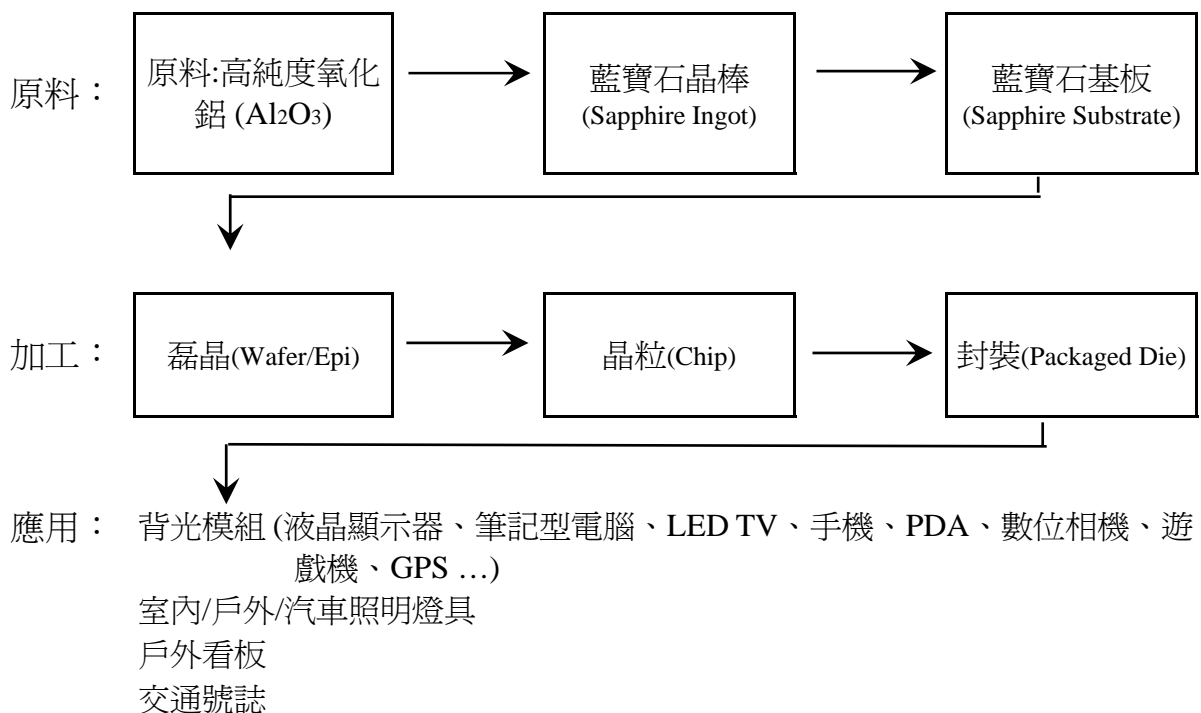 原料：
原料:高純度氧化
鋁 (Al2O3)
藍寶石晶棒
(Sapphire Ingot)
藍寶石基板
(Sapphire Substrate)
加工：
磊晶(Wafer/Epi)
晶粒(Chip)
封裝(Packaged Die)
應用： 背光模組 (液晶顯示器、筆記型電腦、LED TV、手機、PDA、數位相機、遊
戲機、GPS …)
室內/戶外/汽車照明燈具
戶外看板
交通號誌